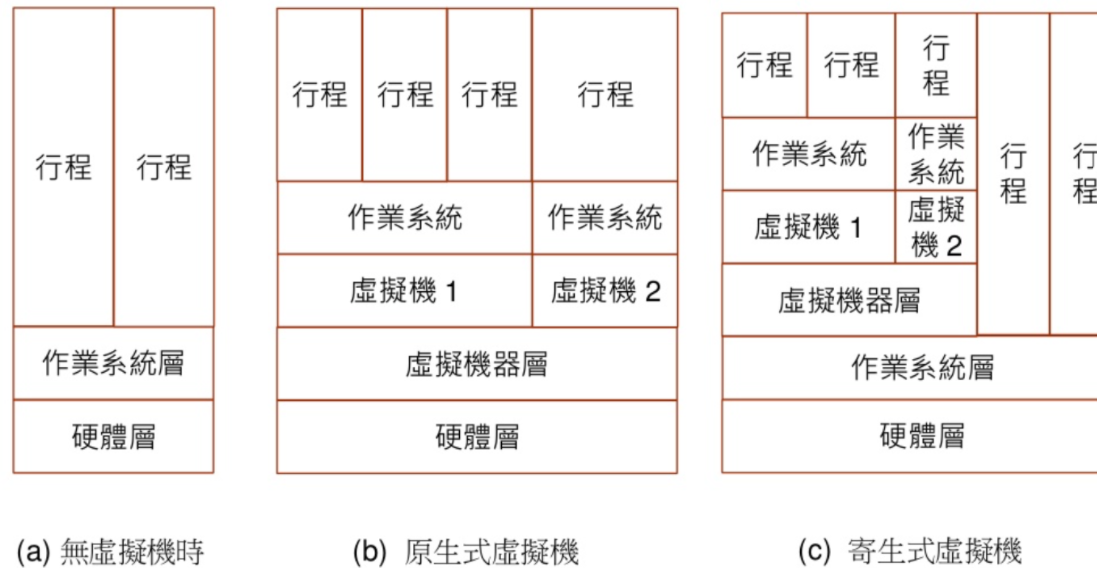 行程
行程
作業系統層
硬體層
(a) 無虛擬機時
行程
行程
行程
行程
作業系統
作業系統
虛擬機 1
虛擬機 2
虛擬機器層
硬體層
(b) 原生式虛擬機
行程
行程
行
程
作業系統
作業
系統
虛擬機 1
虛擬
機 2
虛擬機器層
行
程
行
程
作業系統層
硬體層
(c) 寄生式虛擬機